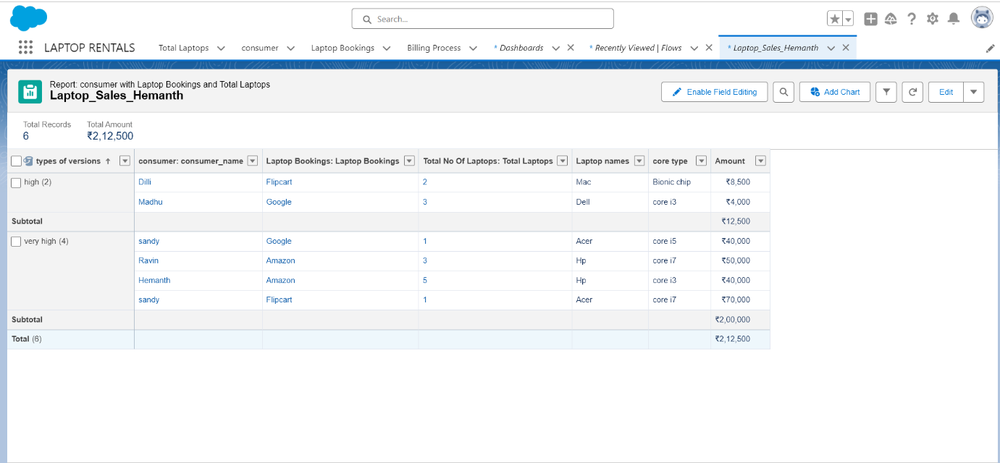 Search...
LAPTOP RENTALS Total Laptops consumer Laptop Bookings Billing Process * Dashboards * Recently Viewed | Flows * Laptop_Sales_Hemanth
Report: consumer with Laptop Bookings and Total Laptops
Laptop_Sales_Hemanth
Enable Field Editing Add Chart Edit
Total Records Total Amount
6 ₹2,12,500
types of versions ↑ consumer: consumer_name Laptop Bookings: Laptop Bookings Total No Of Laptops: Total Laptops Laptop names core type Amount
high (2) Dilli Flipcart 2 Mac Bionic chip ₹8,500
Madhu Google 3 Dell core i3 ₹4,000
Subtotal ₹12,500
very high (4) sandy Google 1 Acer core i5 ₹40,000
Ravin Amazon 3 Hp core i7 ₹50,000
Hemanth Amazon 5 Hp core i3 ₹40,000
sandy Flipcart 1 Acer core i7 ₹70,000
Subtotal ₹2,00,000
Total (6) ₹2,12,500